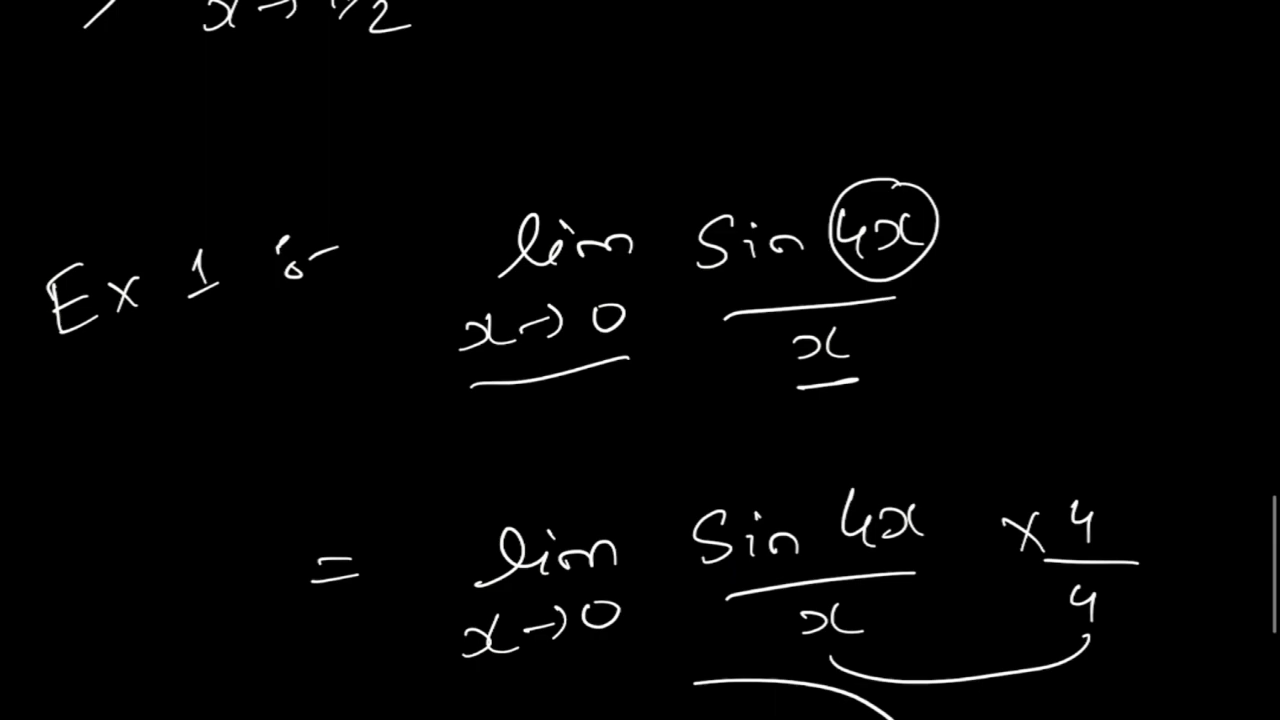 x → π/2
Ex 1 :- lim sin 4x
x → 0 x
= lim sin 4x × 4
x → 0 x 4